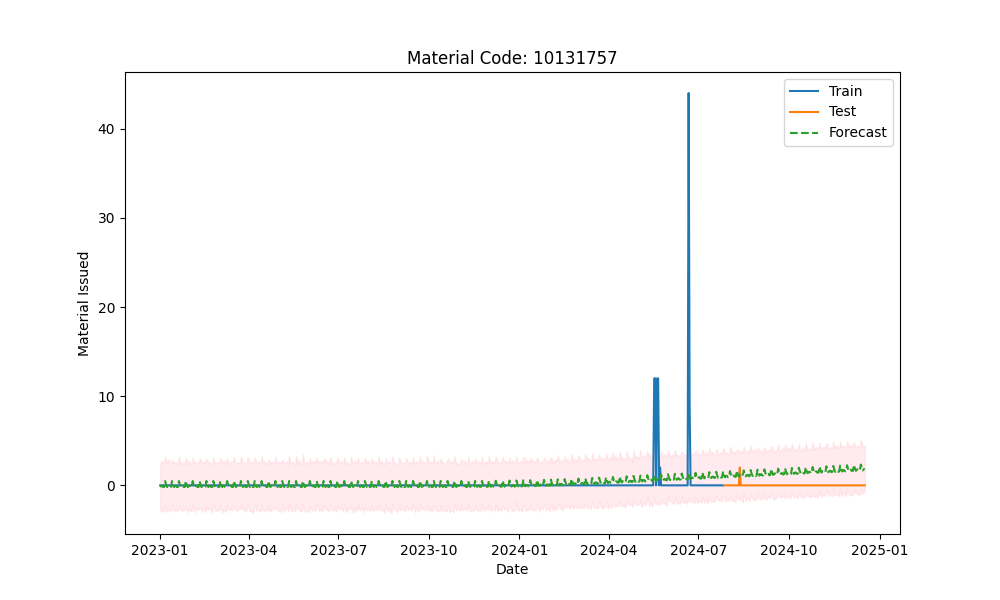 Material Code: 10131757
Train
Test
Forecast
40
30
20
10
0
Material Issued
2023-01
2023-04
2023-07
2023-10
2024-01
2024-04
2024-07
2024-10
2025-01
Date